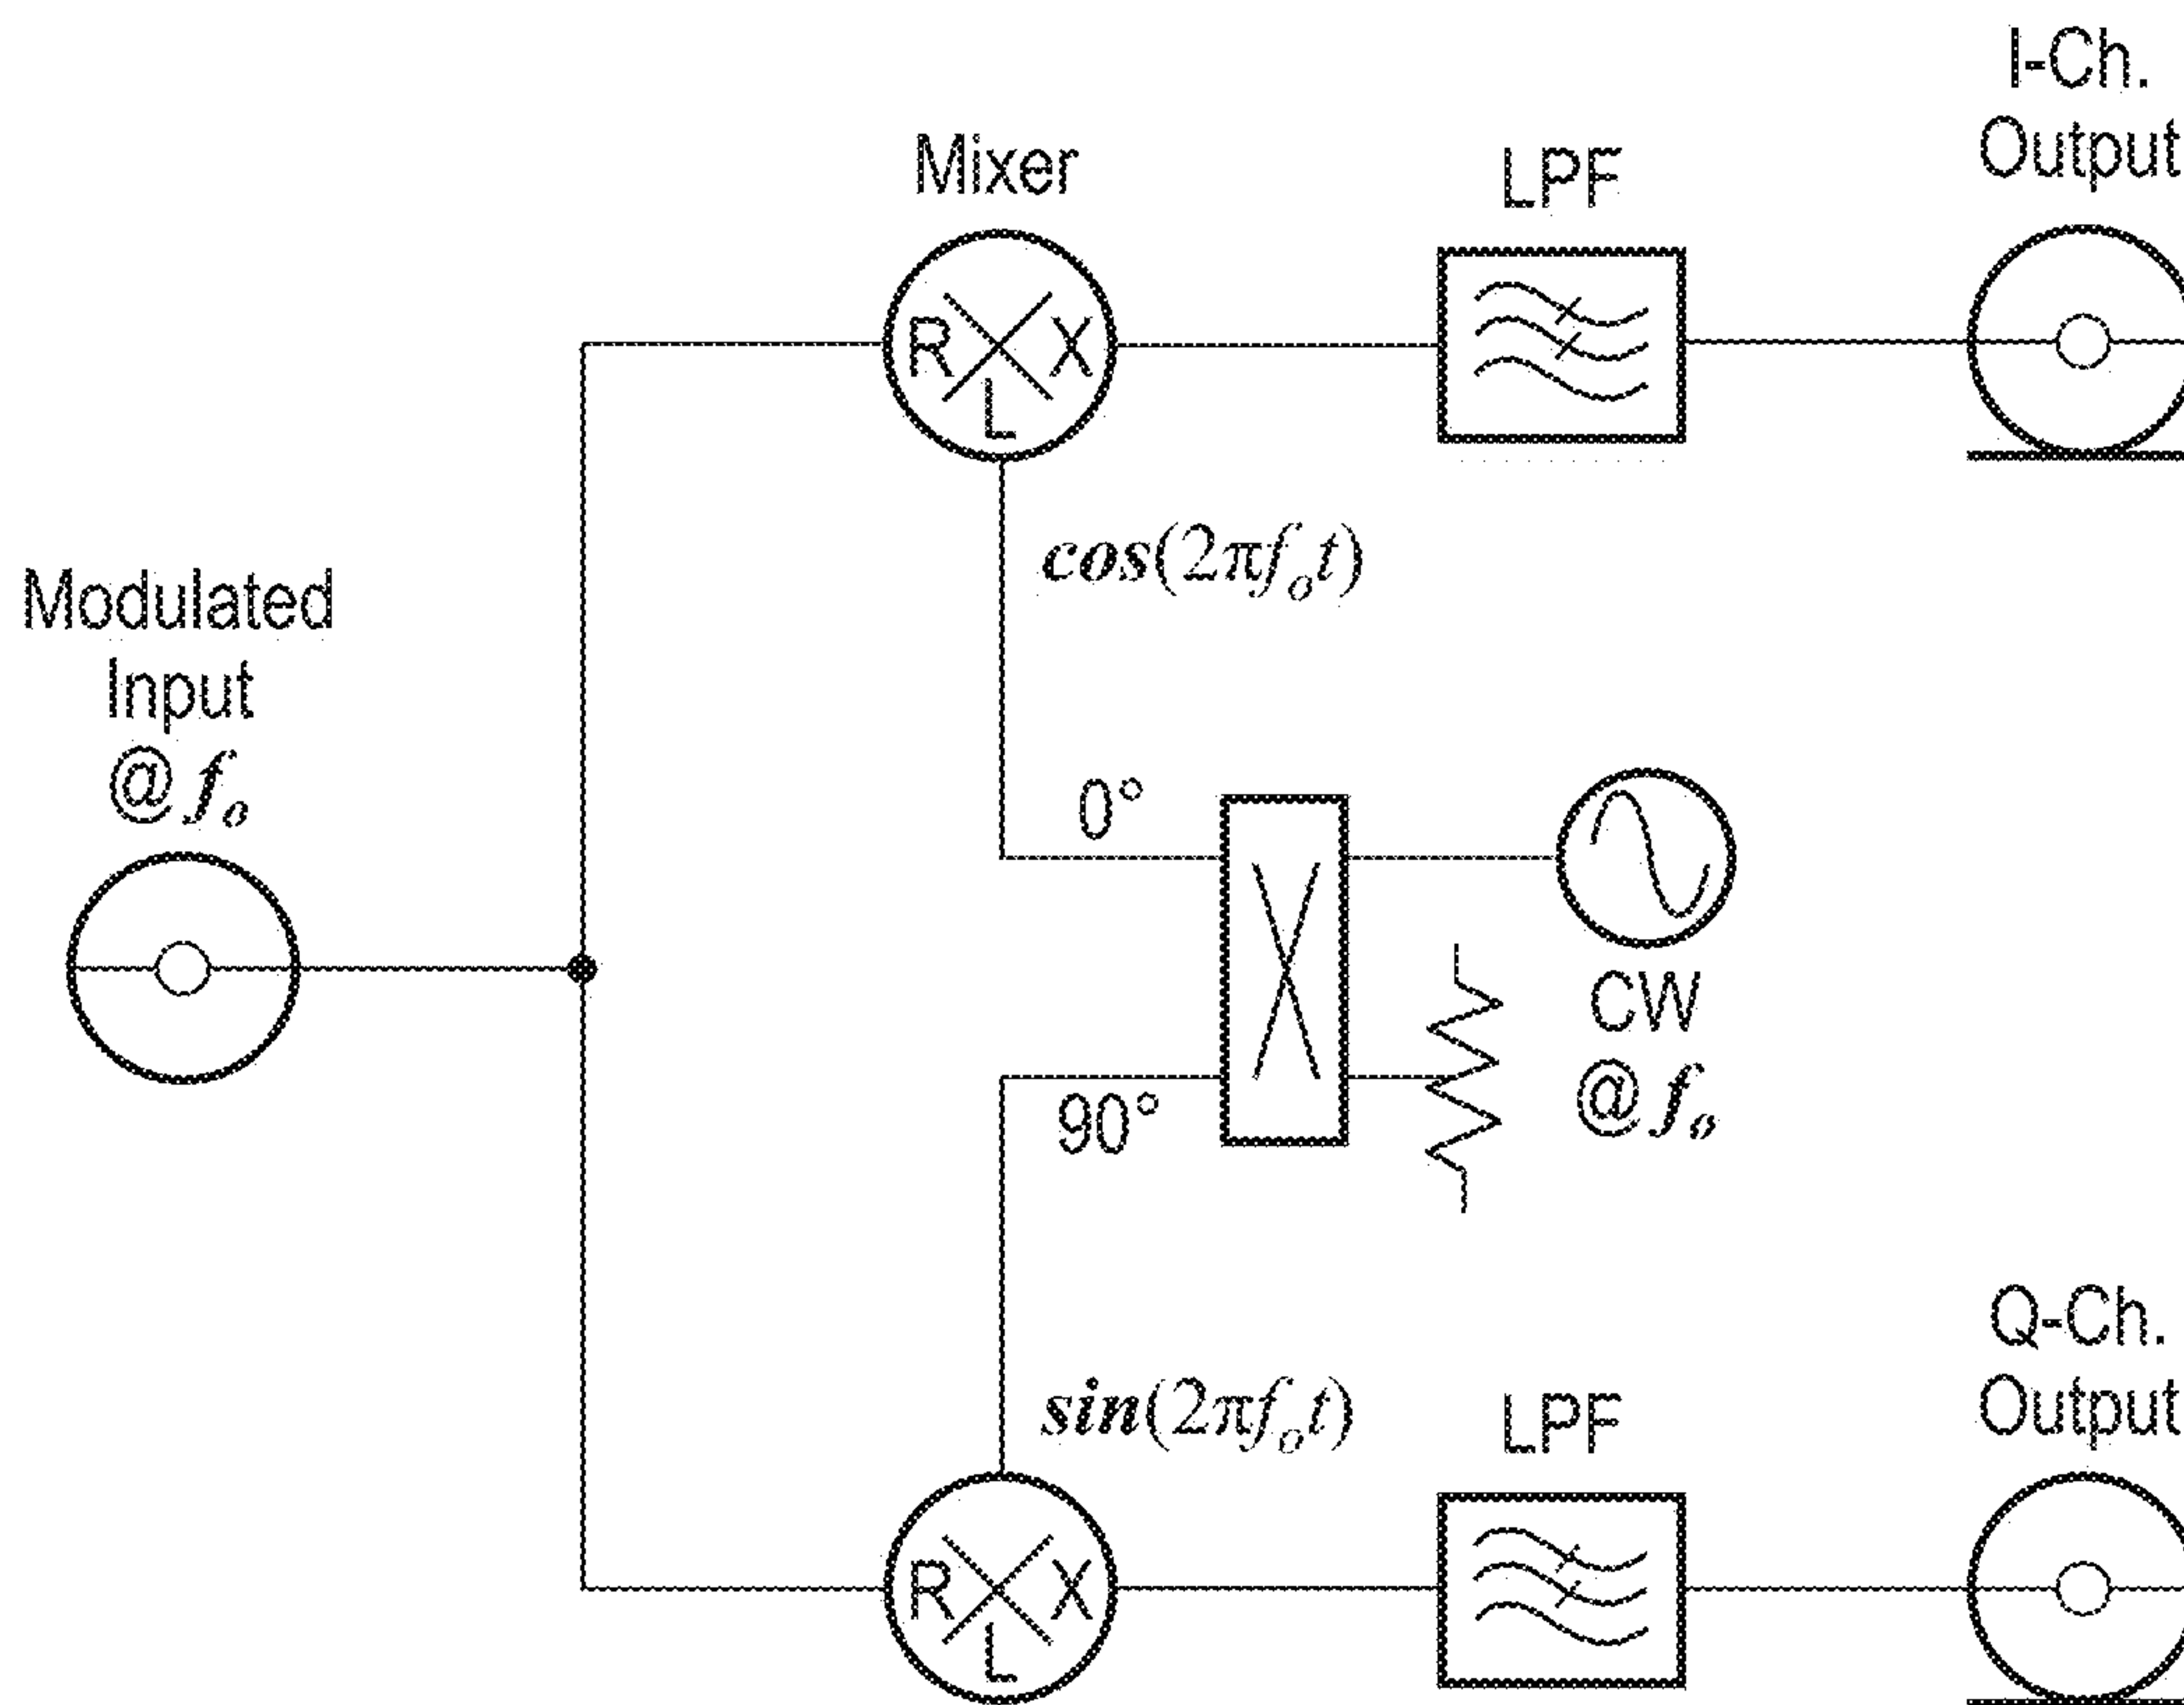 I-Ch.
Output
Mixer
LPF
R X
L
cos(2πfₒt)
Modulated
Input
@ fₒ
0°
CW
@ fₒ
90°
Q-Ch.
Output
sin(2πfₒt)
LPF
R X
L